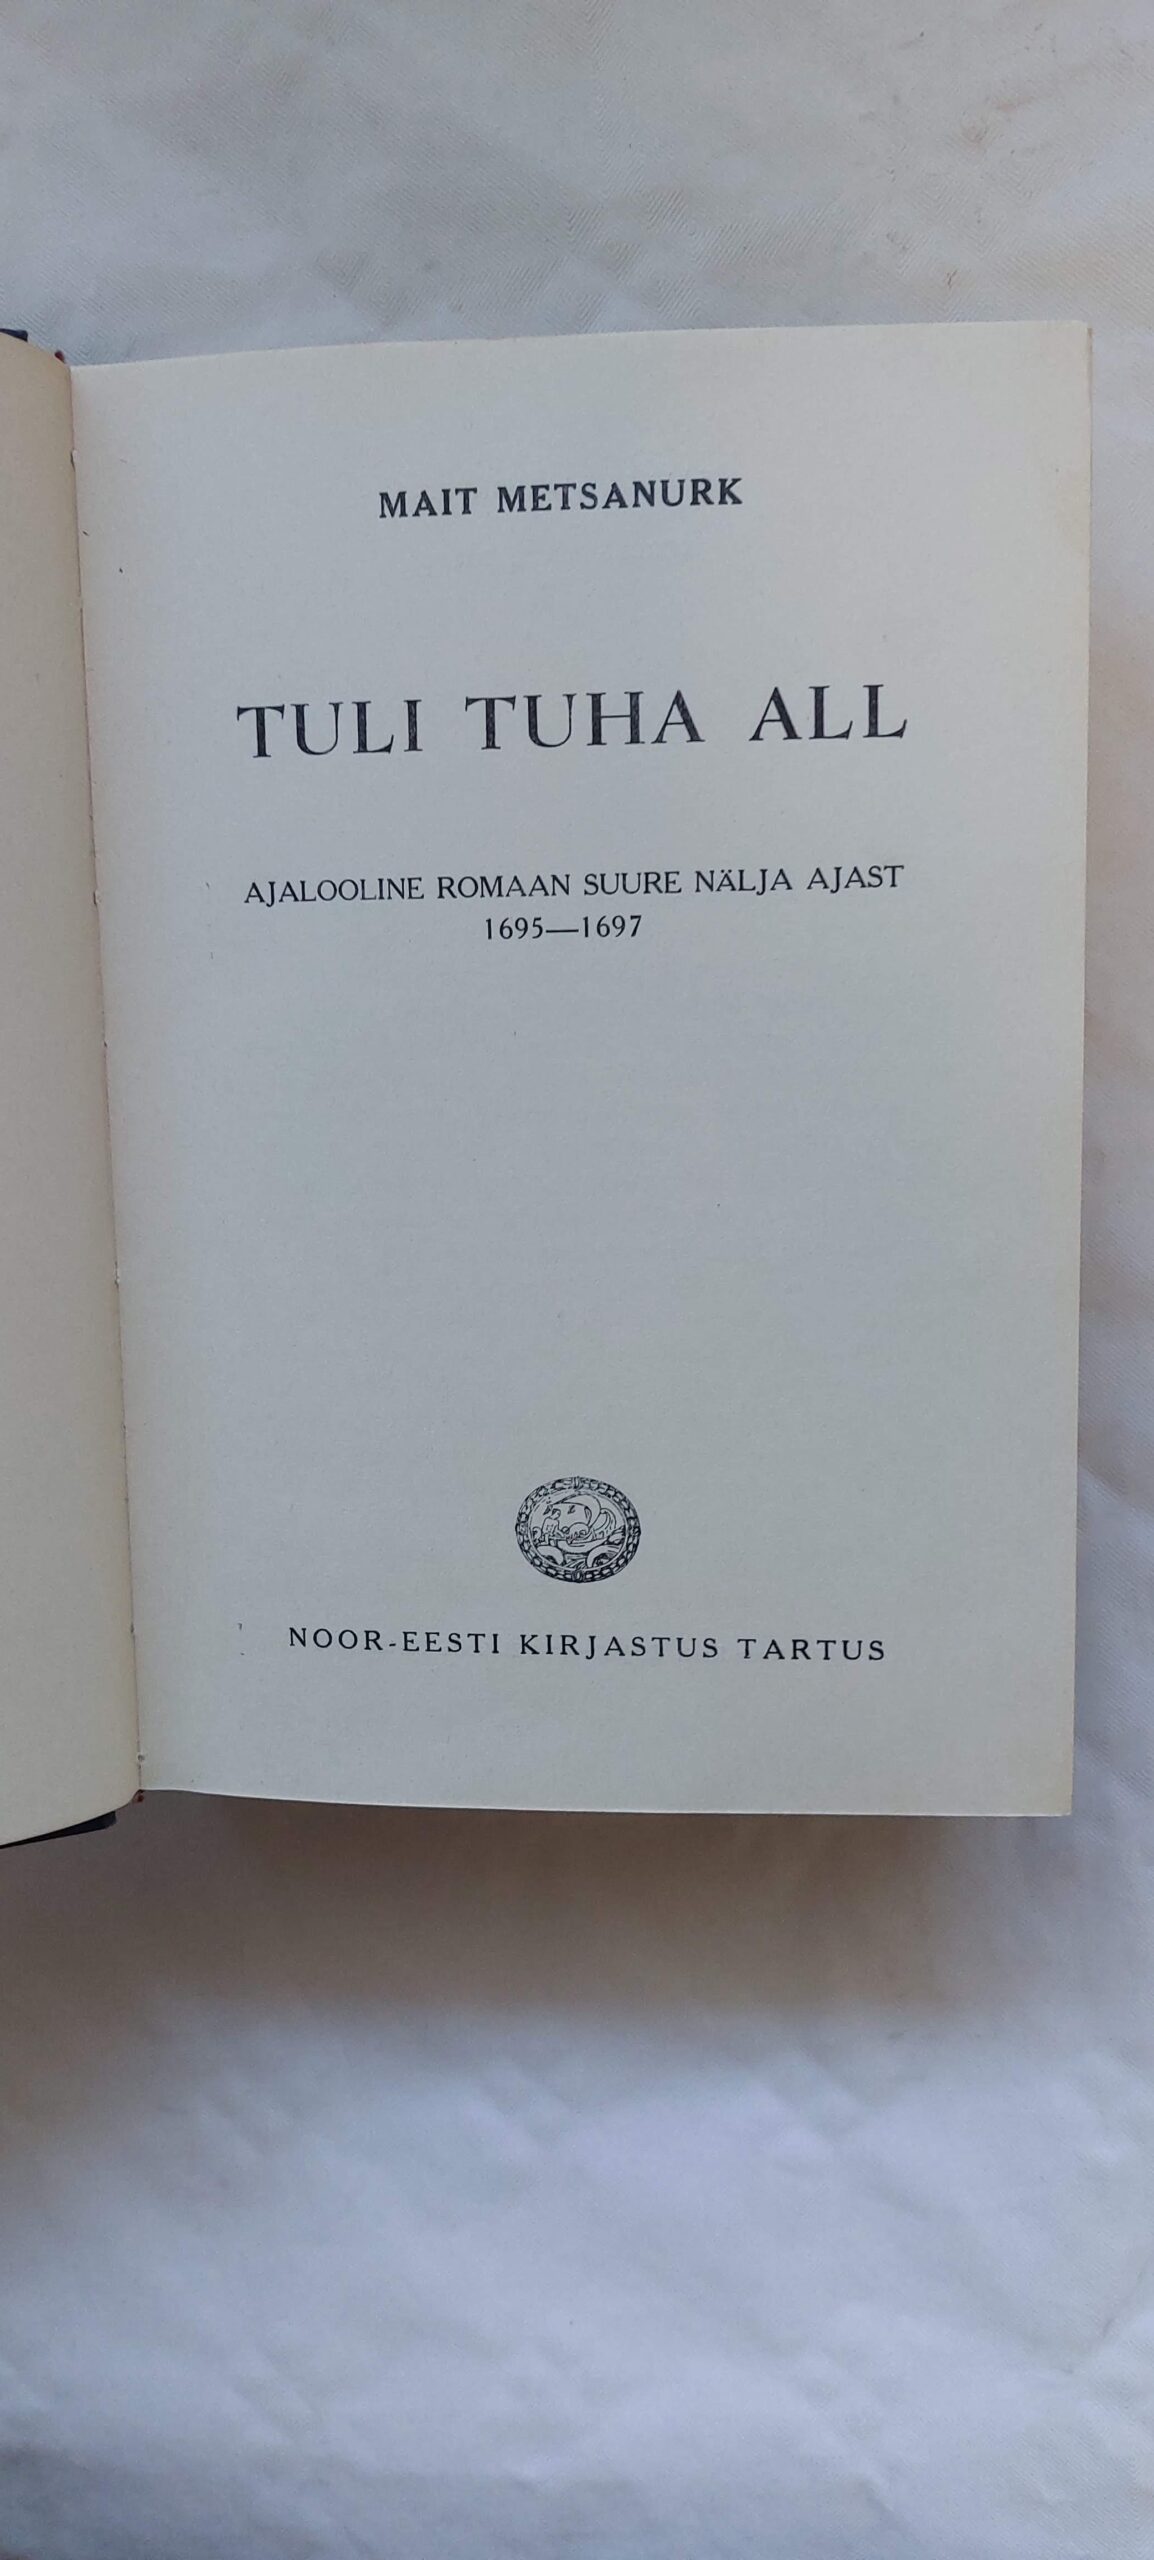 MAIT METSANURK
TULI TUHA ALL
AJALOOLINE ROMAAN SUURE NÄLJA AJAST
1695—1697
NOOR-EESTI KIRJASTUS TARTUS